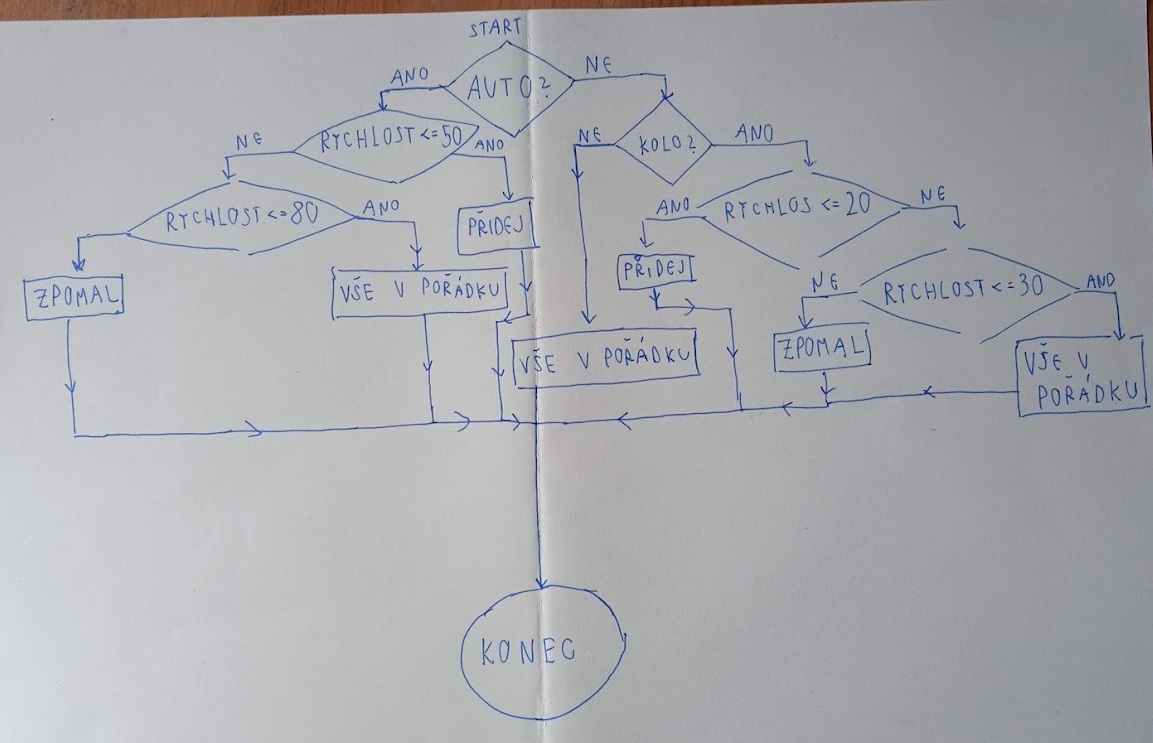 START
AUTO?
ANO
NE
RYCHLOST <=50
NE
ANO
KOLO?
NE
ANO
RYCHLOST <=80
ANO
PŘIDEJ
RYCHLOS <=20
ANO
NE
ZPOMAL
VŠE V POŘÁDKU
PŘIDEJ
RYCHLOST <=30
NE
ANO
VŠE V POŘÁDKU
ZPOMAL
VŠE V
POŘÁDKU
KONEC